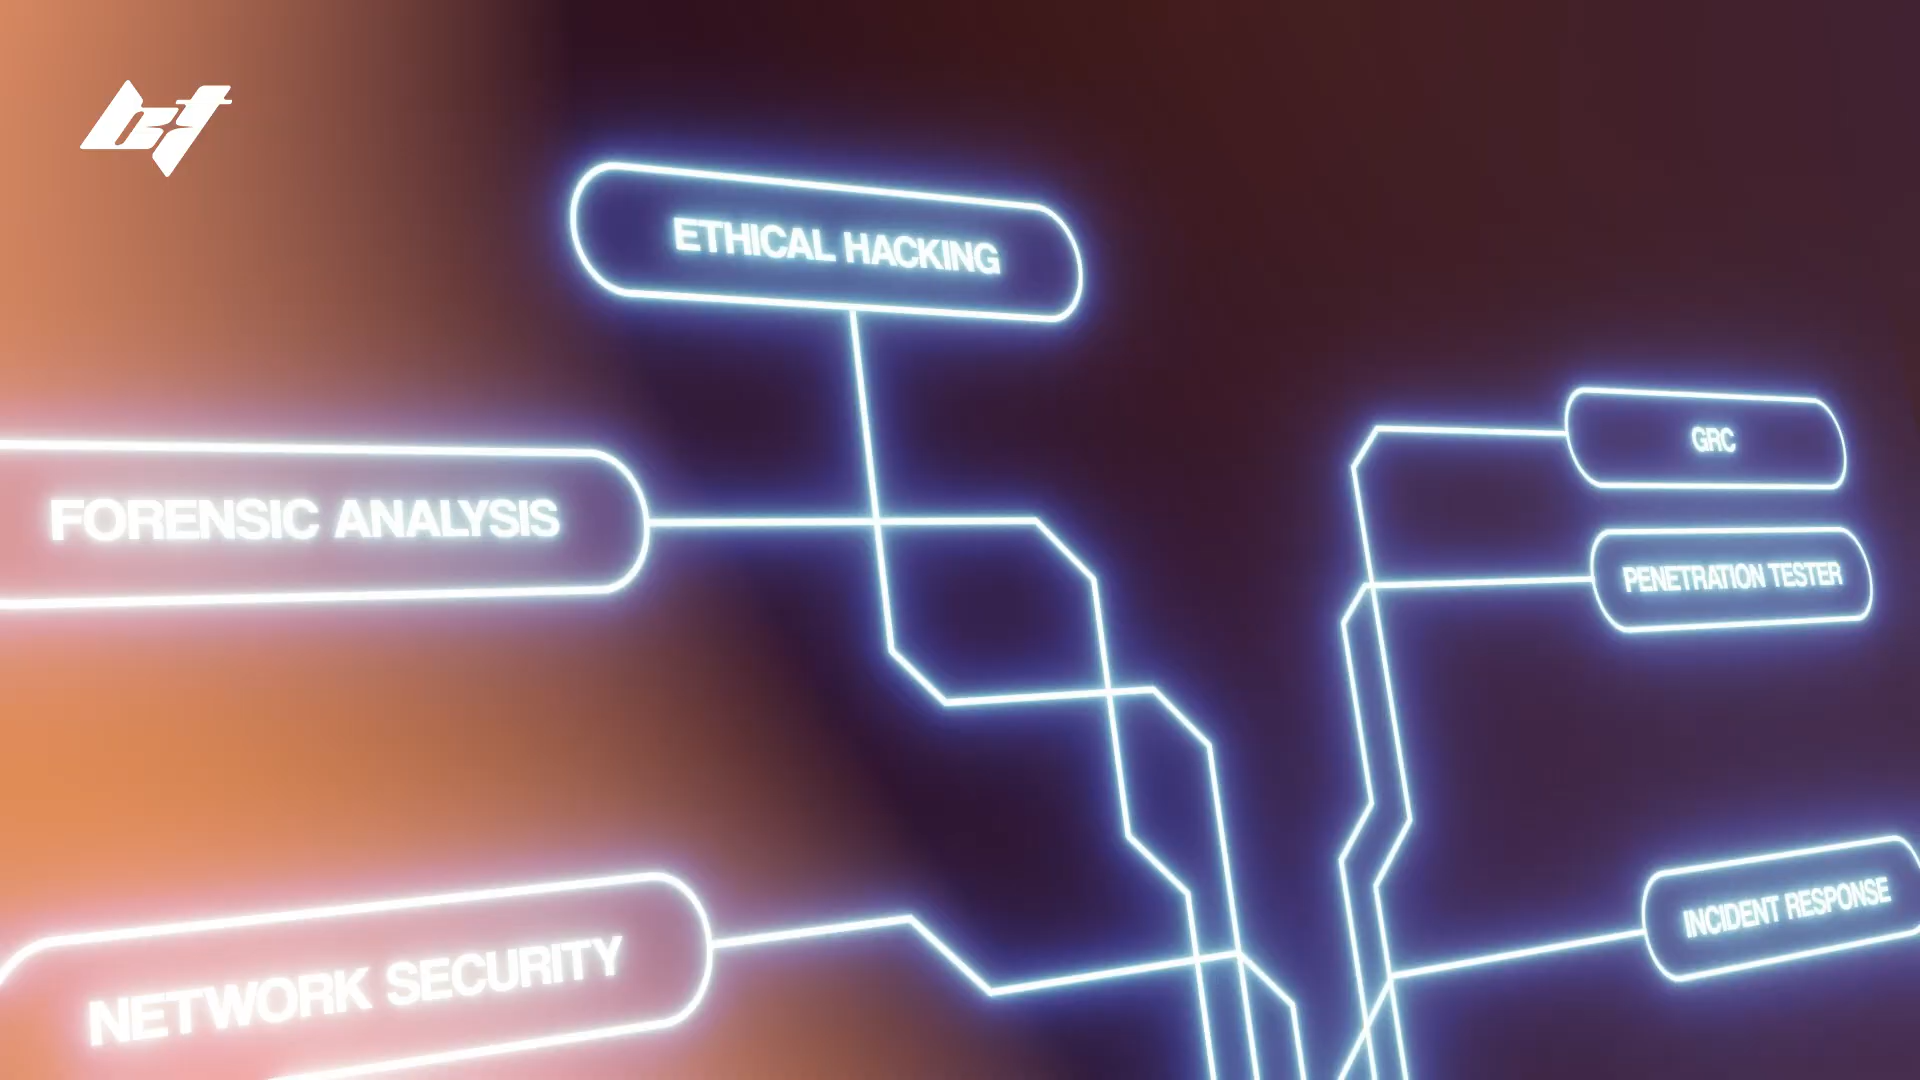 ETHICAL HACKING
GRC
FORENSIC ANALYSIS
PENETRATION TESTER
INCIDENT RESPONSE
NETWORK SECURITY